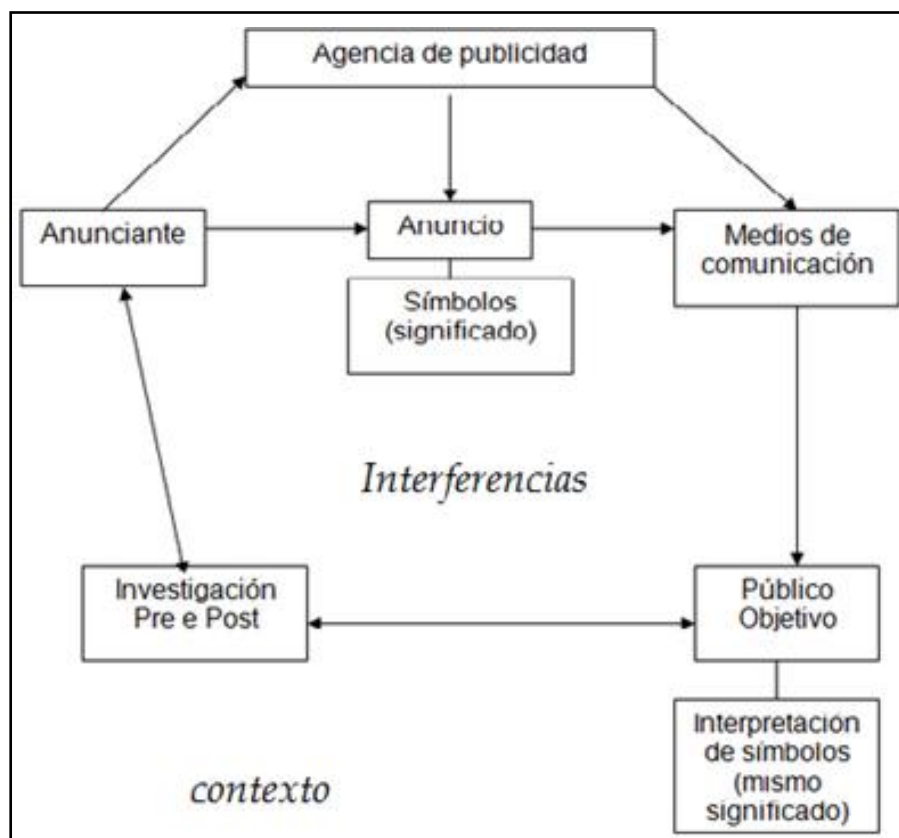 Agencia de publicidad
Anunciante
Anuncio
Medios de
comunicación
Símbolos
(significado)
Interferencias
Investigación
Pre e Post
Público
Objetivo
Interpretación
de símbolos
(mismo
significado)
contexto